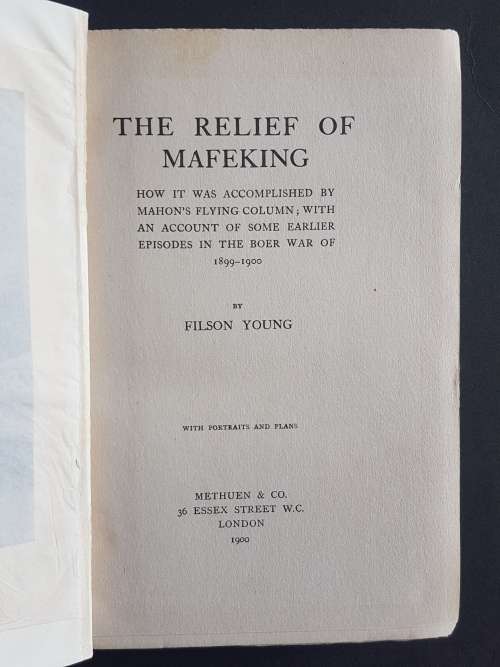 THE RELIEF OF
MAFEKING
HOW IT WAS ACCOMPLISHED BY
MAHON'S FLYING COLUMN; WITH
AN ACCOUNT OF SOME EARLIER
EPISODES IN THE BOER WAR OF
1899–1900
BY
FILSON YOUNG
WITH PORTRAITS AND PLANS
METHUEN & CO.
36 ESSEX STREET W.C.
LONDON
1900